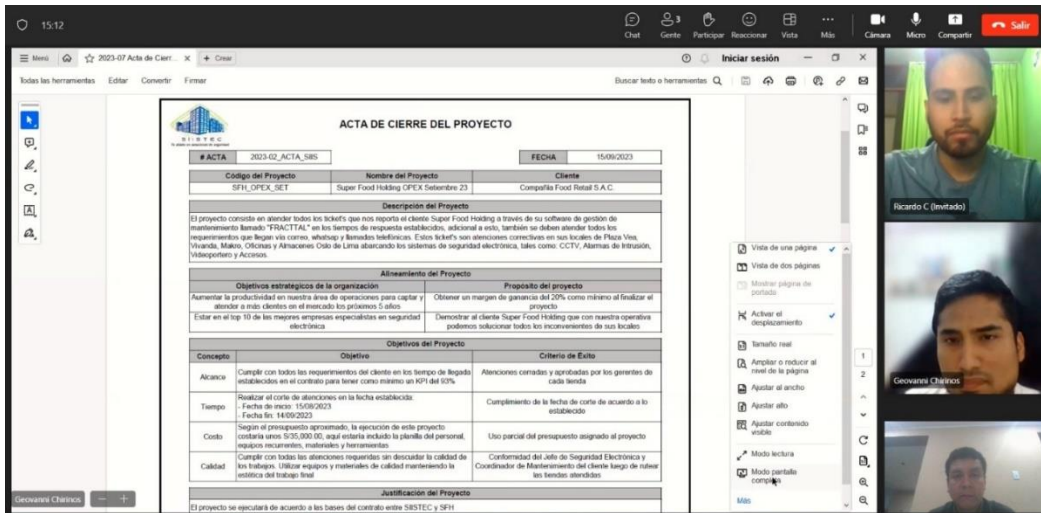 15:12
Chat
3
Gente
Participar
Reaccionar
Vista
Más
Cámara
Micro
Compartir
Salir
Menú
2023-07 Acta de Cierr...
+ Crear
Iniciar sesión
Todas las herramientas
Editar
Convertir
Firmar
Buscar texto o herramientas
SIISTEC
ACTA DE CIERRE DEL PROYECTO
# ACTA 2023-02_ACTA_SIIS FECHA 15/09/2023
Código del Proyecto Nombre del Proyecto Cliente
SFH_OPEX_SET Super Food Holding OPEX Setiembre 23 Compañía Food Retail S.A.C.
Descripción del Proyecto
El proyecto consiste en atender todos los ticket's que nos reporta el cliente Super Food Holding a través de su software de gestión de
mantenimiento llamado "FRACTTAL" en los tiempos de respuesta establecidos, adicional a esto, también se deben atender todos los
requerimientos que llegan vía correo, whatsap y llamadas telefónicas. Estos ticket's son atenciones correctivas en sus locales de Plaza Vea,
Vivanda, Makro, Oficinas y Almacenes Oslo de Lima abarcando los sistemas de seguridad electrónica, tales como: CCTV, Alarmas de Intrusión,
Videoportero y Accesos.
Alineamiento del Proyecto
Objetivos estratégicos de la organización Propósito del proyecto
Aumentar la productividad en nuestra área de operaciones para captar y
atender a más clientes en el mercado los próximos 5 años
Obtener un margen de ganancia del 20% como mínimo al finalizar el
proyecto
Estar en el top 10 de las mejores empresas especialistas en seguridad
electrónica
Demostrar al cliente Super Food Holding que con nuestra operativa
podemos solucionar todos los inconvenientes de sus locales
Objetivos del Proyecto
Concepto Objetivo Criterio de Éxito
Alcance
Cumplir con todas las requerimientos del cliente en los tiempo de llegada
establecidos en el contrato para tener como mínimo un KPI del 93%
Atenciones cerradas y aprobadas por los gerentes de
cada tienda
Tiempo
Realizar el corte de atenciones en la fecha establecida:
- Fecha de inicio: 15/08/2023
- Fecha fin: 14/09/2023
Cumplimiento de la fecha de corte de acuerdo a lo
establecido
Costo
Según el presupuesto aproximado, la ejecución de este proyecto
costaría unos S/35,000.00, aquí estaría incluido la planilla del personal,
equipos recurrentes, materiales y herramientas
Uso parcial del presupuesto asignado al proyecto
Calidad
Cumplir con todas las atenciones requeridas sin descuidar la calidad de
los trabajos. Utilizar equipos y materiales de calidad manteniendo la
estética del trabajo final
Conformidad del Jefe de Seguridad Electrónica y
Coordinador de Mantenimiento del cliente luego de rutear
las tiendas atendidas
Justificación del Proyecto
El proyecto se ejecutará de acuerdo a las bases del contrato entre SIISTEC y SFH
Vista de una página
Vista de dos páginas
Mostrar página de
portada
Activar el
desplazamiento
Tamaño real
Ampliar o reducir al
nivel de la página
Ajustar al ancho
Ajustar alto
Ajustar contenido
visible
Modo lectura
Modo pantalla
completa
Más
1
2
Ricardo C (Invitado)
Geovanni Chirinos
Geovanni Chirinos